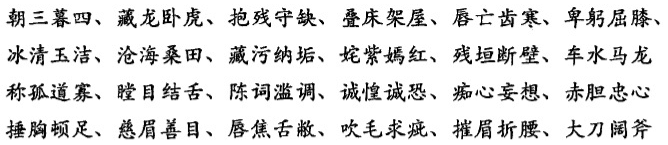 朝三暮四、藏龙卧虎、抱残守缺、叠床架屋、唇亡齿寒、卑躬屈膝、
冰清玉洁、沧海桑田、藏污纳垢、姹紫嫣红、残垣断壁、车水马龙
称孤道寡、瞠目结舌、陈词滥调、诚惶诚恐、痴心妄想、赤胆忠心
捶胸顿足、慈眉善目、唇焦舌敝、吹毛求疵、摧眉折腰、大刀阔斧